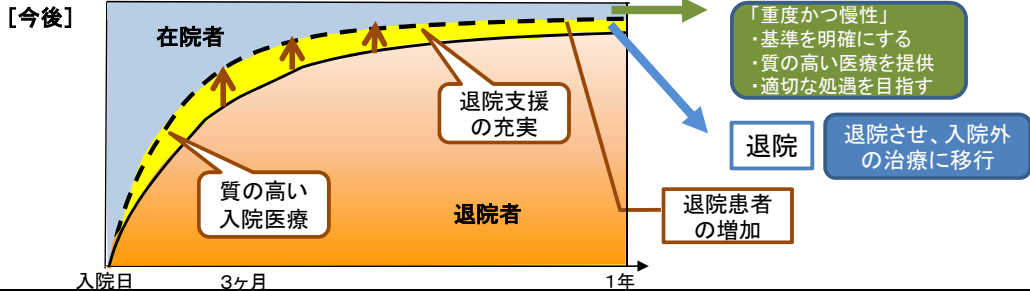 [今後]
在院者
「重度かつ慢性」
・基準を明確にする
・質の高い医療を提供
・適切な処遇を目指す
退院支援
の充実
退院
退院させ、入院外
の治療に移行
質の高い
入院医療
退院者
退院患者
の増加
入院日
3ヶ月
1年